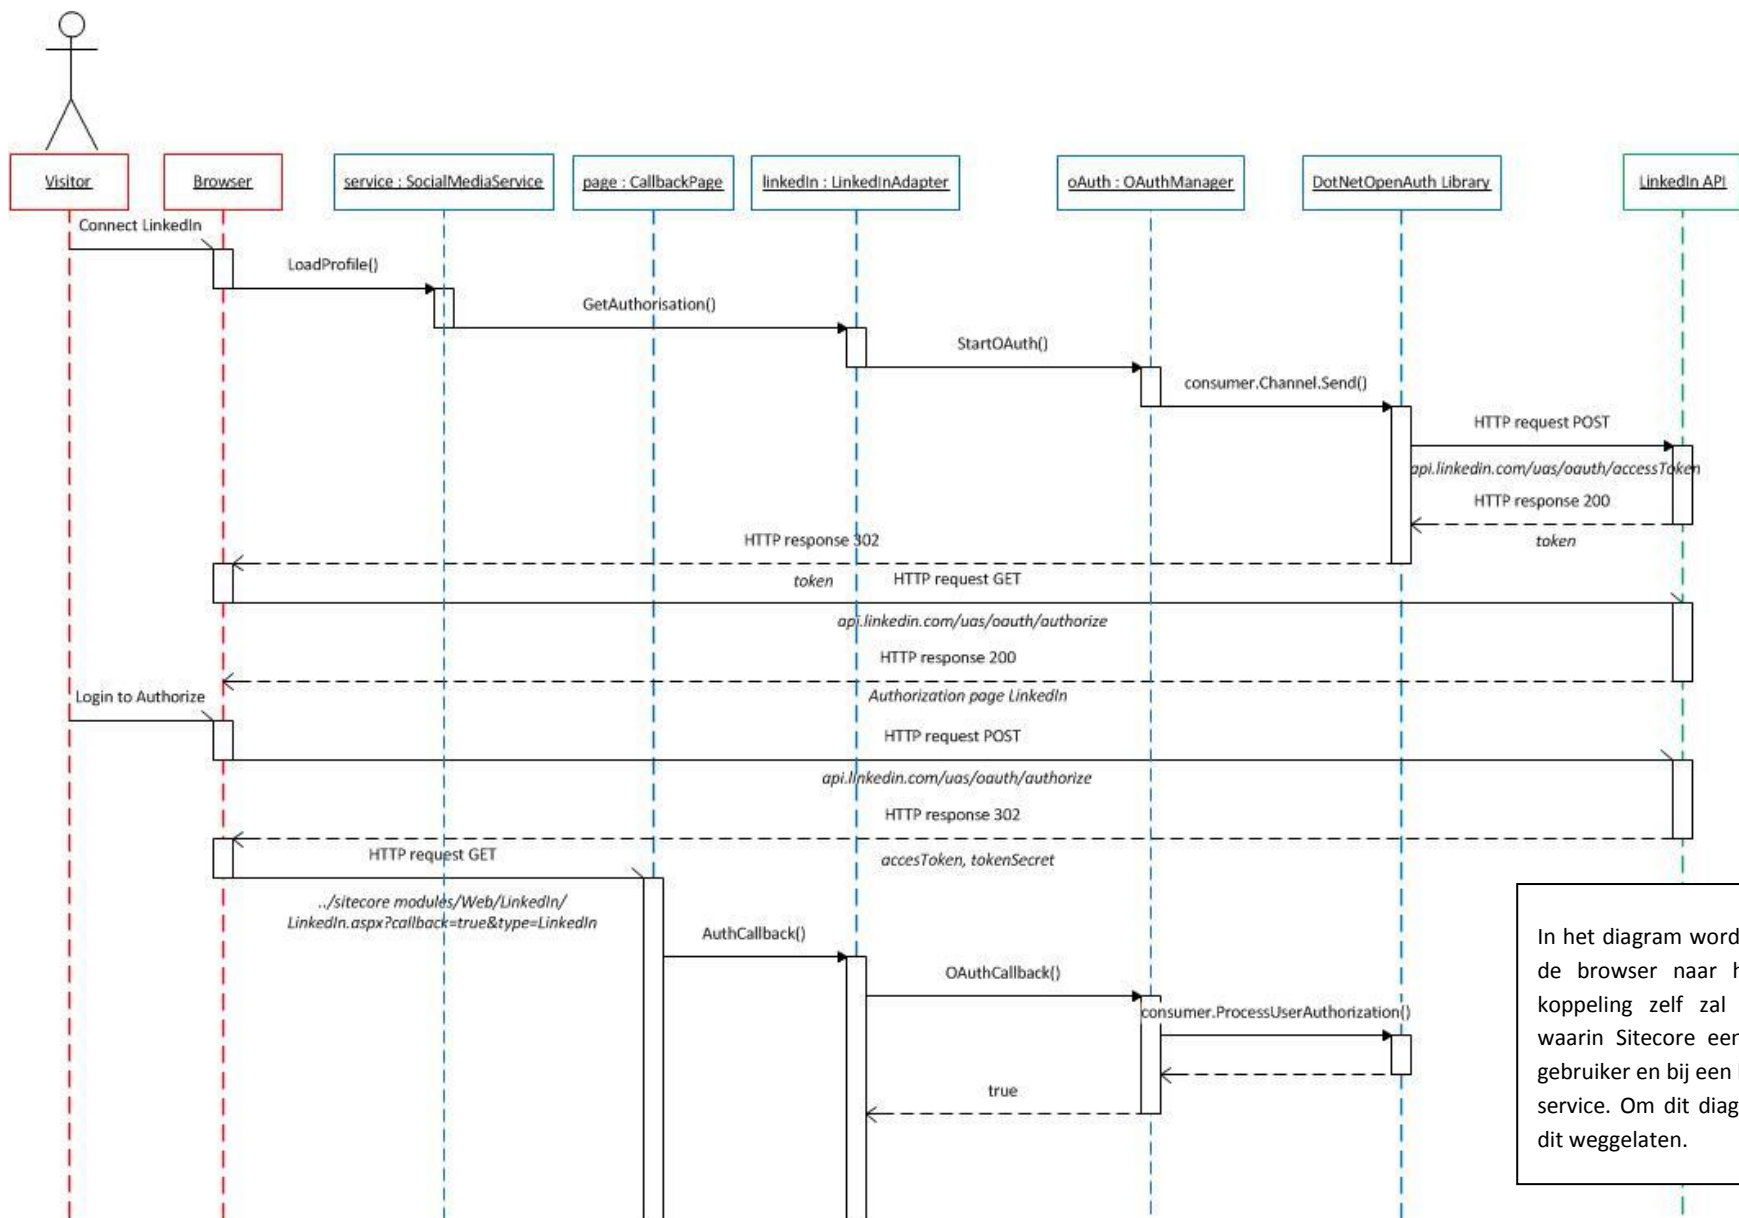 Visitor
Browser
service : SocialMediaService
page : CallbackPage
linkedIn : LinkedInAdapter
oAuth : OAuthManager
DotNetOpenAuth Library
LinkedIn API
Connect LinkedIn
LoadProfile()
GetAuthorisation()
StartOAuth()
consumer.Channel.Send()
HTTP request POST
api.linkedin.com/uas/oauth/accessToken
HTTP response 200
token
HTTP response 302
token
HTTP request GET
api.linkedin.com/uas/oauth/authorize
HTTP response 200
Authorization page LinkedIn
Login to Authorize
HTTP request POST
api.linkedin.com/uas/oauth/authorize
HTTP response 302
accesToken, tokenSecret
HTTP request GET
../sitecore modules/Web/LinkedIn/
LinkedIn.aspx?callback=true&type=LinkedIn
AuthCallback()
OAuthCallback()
consumer.ProcessUserAuthorization()
true
In het diagram word
de browser naar h
koppeling zelf zal
waarin Sitecore een
gebruiker en bij een
service. Om dit diag
dit weggelaten.